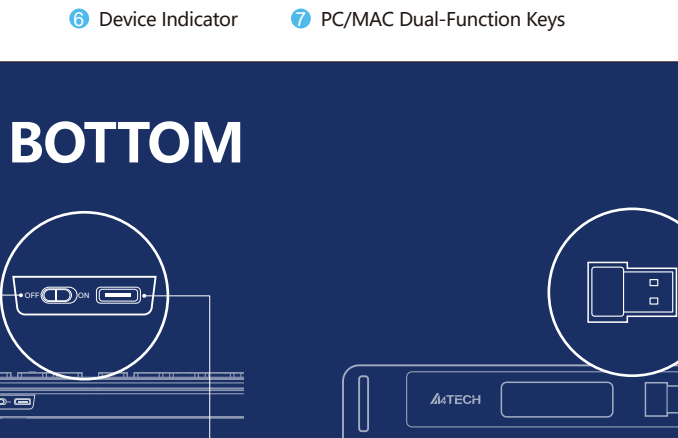 6 Device Indicator 7 PC/MAC Dual-Function Keys
BOTTOM
OFF ON
A4TECH